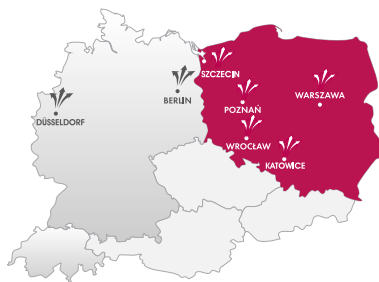 SZCZECIN
BERLIN
WARSZAWA
POZNAŃ
DÜSSELDORF
WROCŁAW
KATOWICE